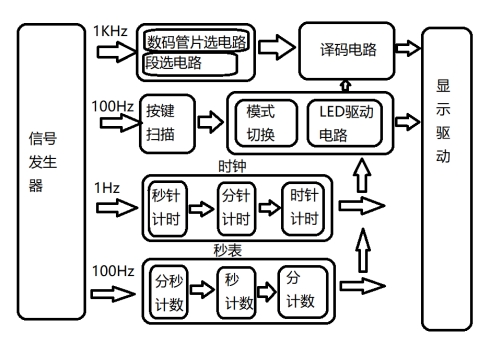 信号
发生
器
1KHz
数码管片选电路
段选电路
译码电路
100Hz
按键
扫描
模式
切换
LED驱动
电路
显
示
驱
动
时钟
1Hz
秒针
计时
分针
计时
时针
计时
秒表
100Hz
分秒
计数
秒
计数
分
计数